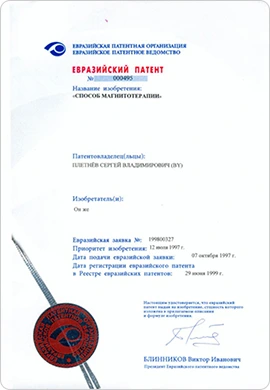 ЕВРАЗИЙСКАЯ ПАТЕНТНАЯ ОРГАНИЗАЦИЯ
ЕВРАЗИЙСКОЕ ПАТЕНТНОЕ ВЕДОМСТВО
ЕВРАЗИЙСКИЙ ПАТЕНТ
№ 000495
Название изобретения:
«СПОСОБ МАГНИТОТЕРАПИИ»
Патентовладелец(льцы):
ПЛЕТНЁВ СЕРГЕЙ ВЛАДИМИРОВИЧ (BY)
Изобретатель(и):
Он же
Евразийская заявка №: 199800327
Приоритет изобретения: 12 июля 1997 г.
Дата подачи евразийской заявки: 07 октября 1997 г.
Дата регистрации евразийского патента
в Реестре евразийских патентов: 29 июня 1999 г.
Настоящим удостоверяется, что евразийский
патент выдан на изобретение, сущность которого
изложена в прилагаемом описании
и формуле изобретения.
БЛИННИКОВ Виктор Иванович
Президент Евразийского патентного ведомства